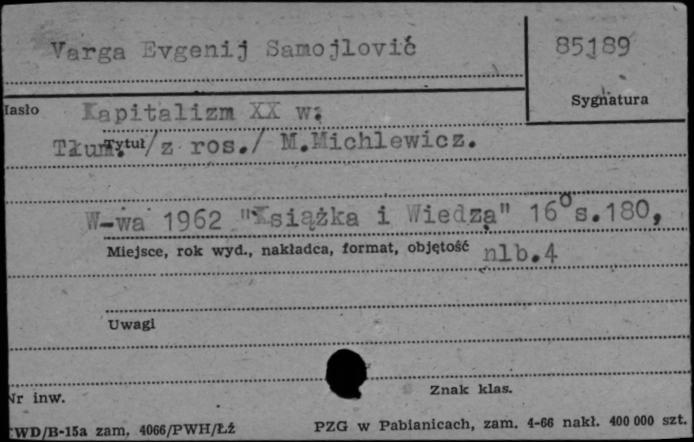 Varga Evgenij Samojlović
85189
Hasło
Sygnatura
Kapitalizm XX w.
Tytuł
Tłum. /z ros./ M.Michlewicz.
W-wa 1962 "Książka i Wiedza" 16° s.180,
Miejsce, rok wyd., nakładca, format, objętość
nlb.4
Uwagi
Nr inw.
Znak klas.
TWD/B-15a zam. 4066/PWH/ŁŹ
PZG w Pabianicach, zam. 4-66 nakł. 400 000 szt.